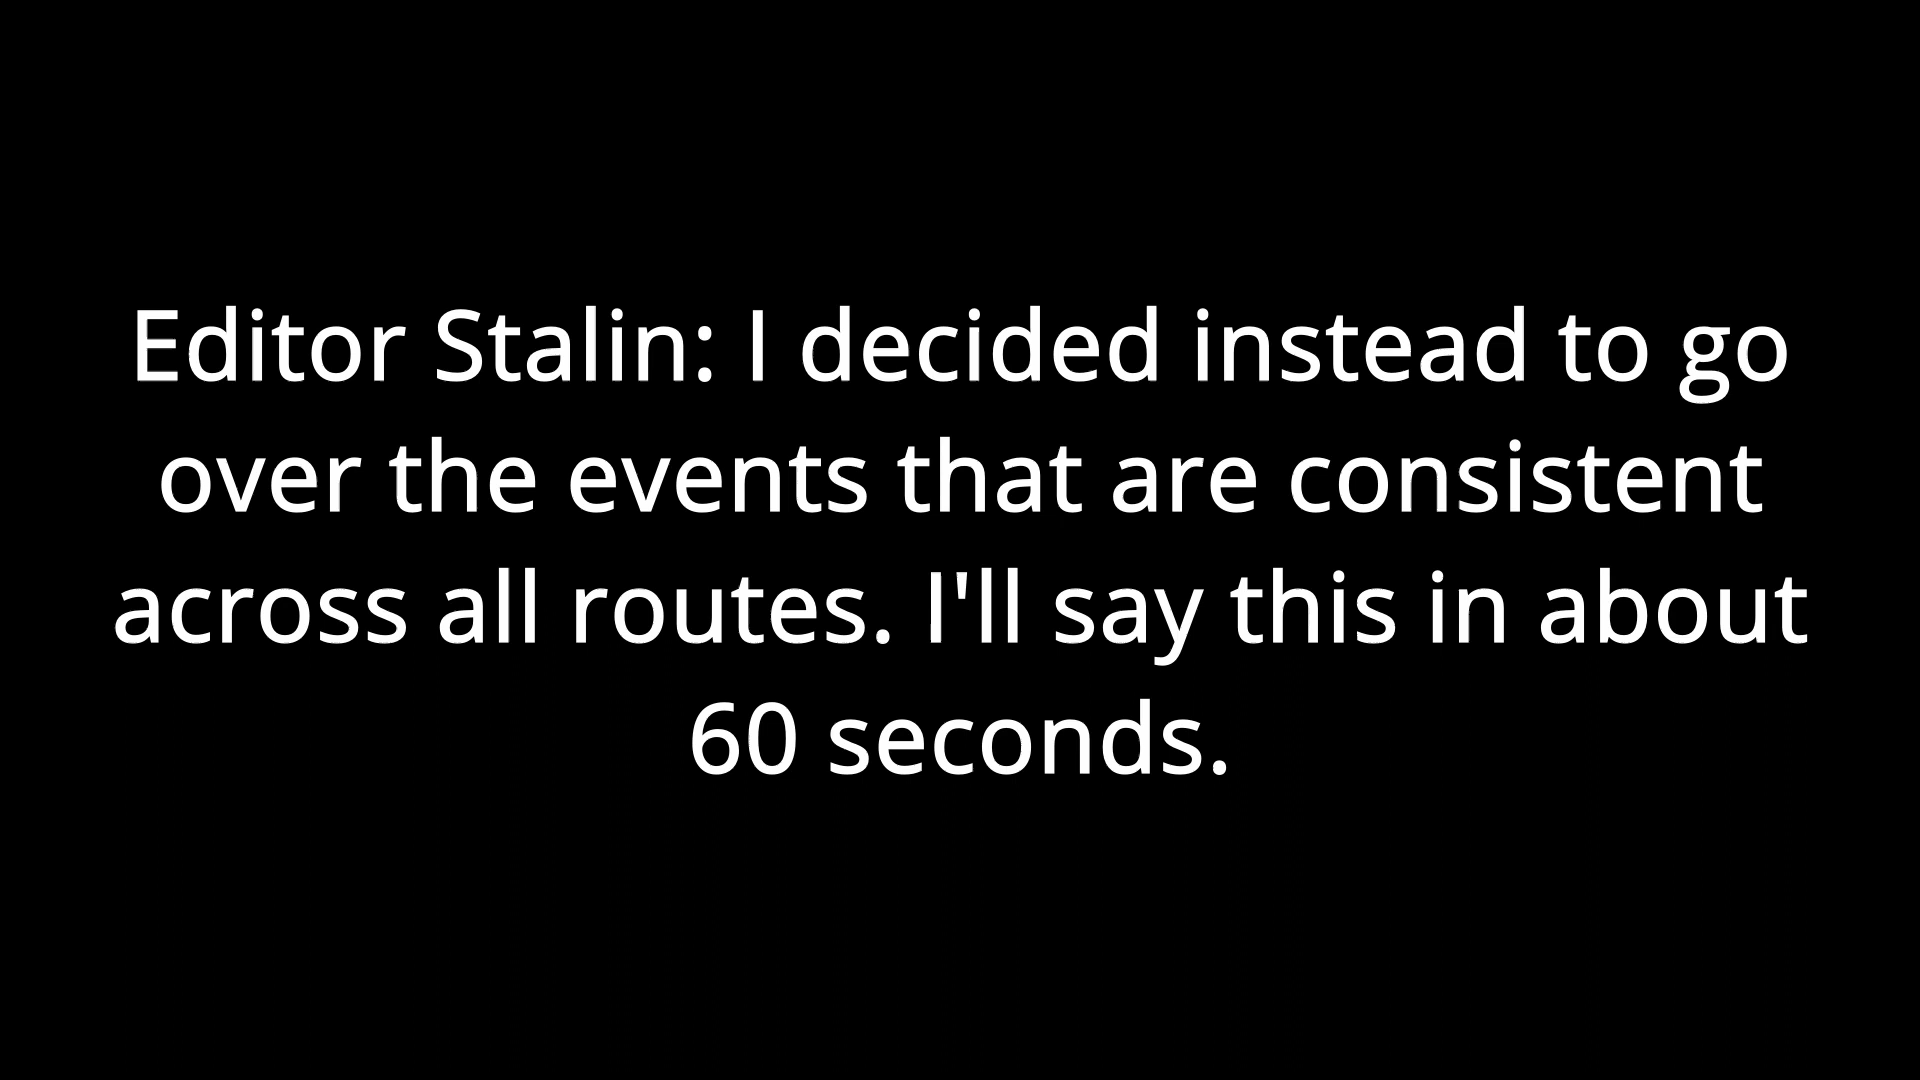 Editor Stalin: I decided instead to go
over the events that are consistent
across all routes. I'll say this in about
60 seconds.